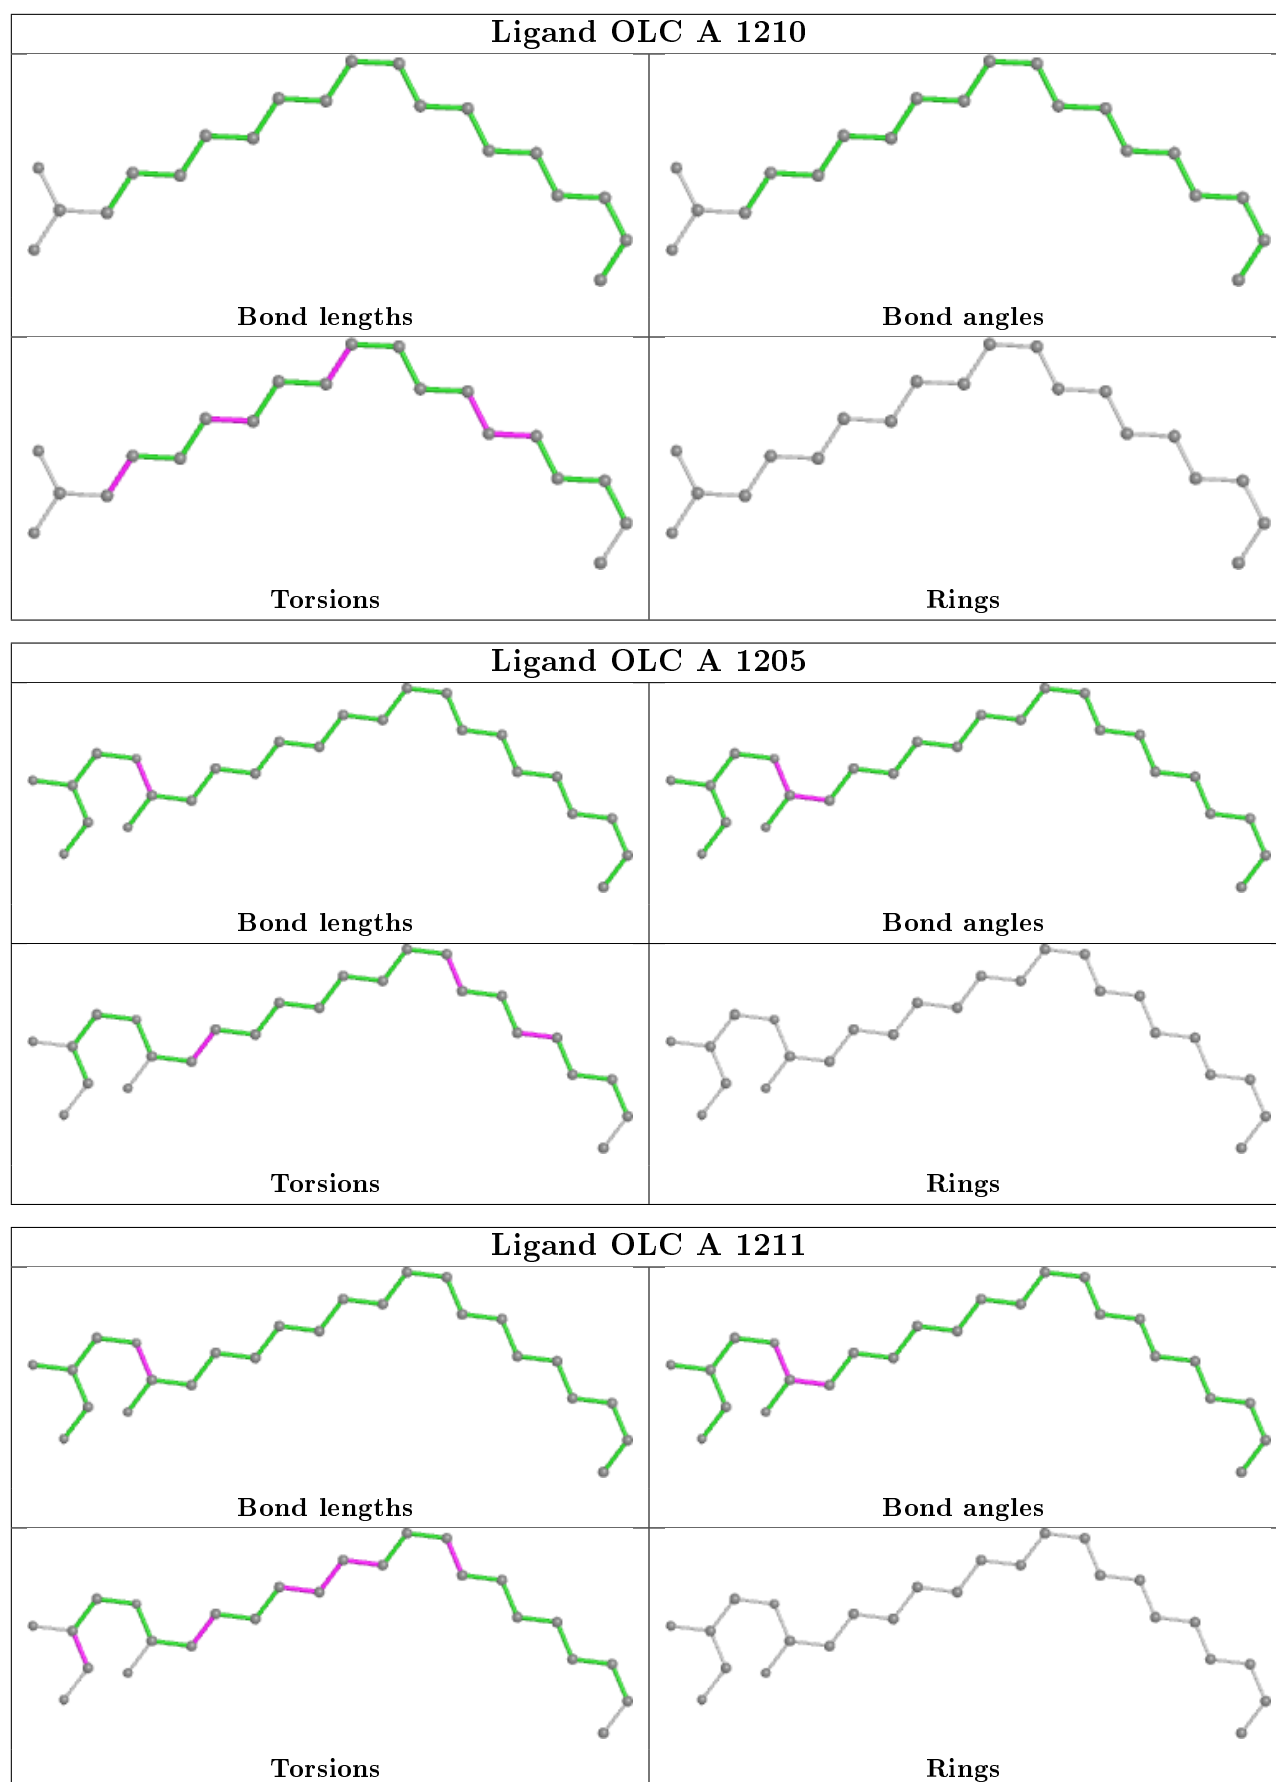 Ligand OLC A 1210
Bond lengths
Bond angles
Torsions
Rings
Ligand OLC A 1205
Bond lengths
Bond angles
Torsions
Rings
Ligand OLC A 1211
Bond lengths
Bond angles
Torsions
Rings